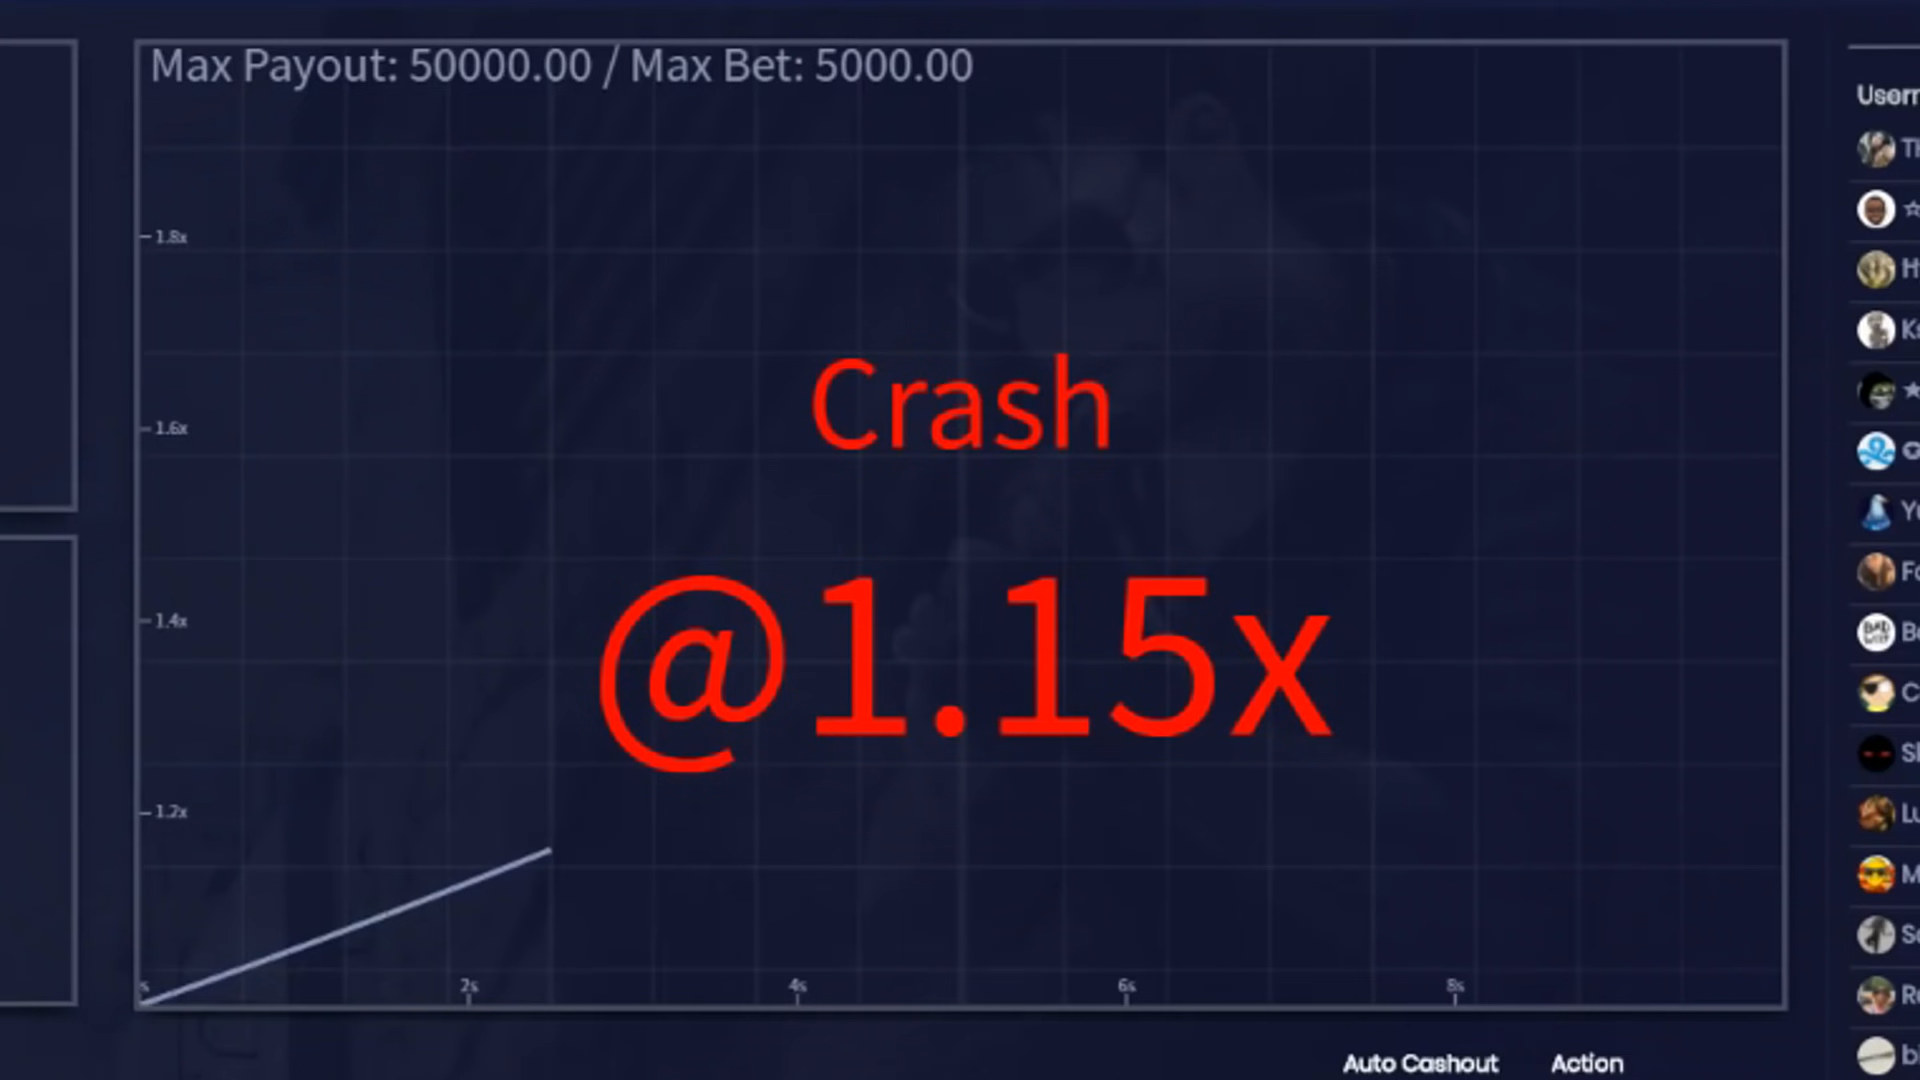 Max Payout: 50000.00 / Max Bet: 5000.00
1.8x
1.6x
Crash
@1.15x
1.4x
1.2x
s 2s 4s 6s 8s
Auto Cashout Action